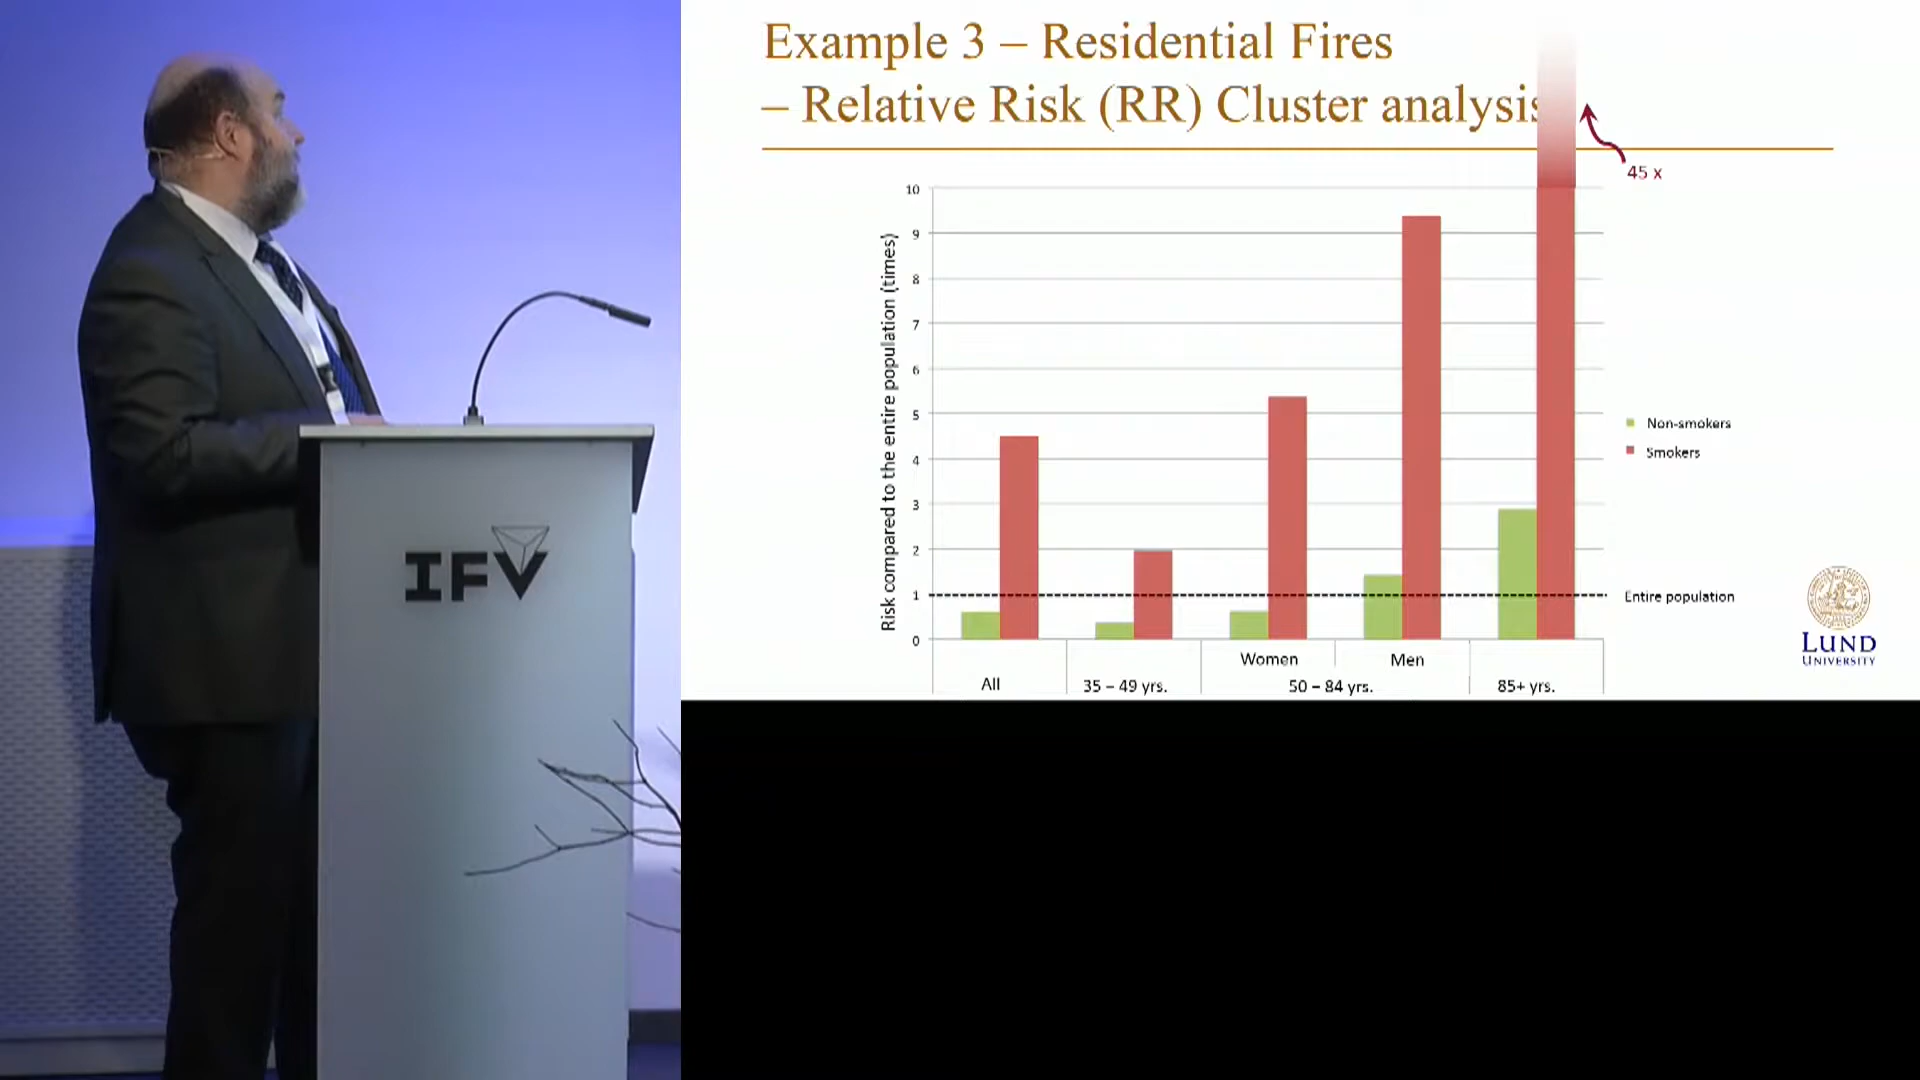 IFV
Example 3 – Residential Fires
– Relative Risk (RR) Cluster analysis
45 x
Risk compared to the entire population (times)
10
9
8
7
6
5
4
3
2
1
0
Non-smokers
Smokers
Entire population
LUND
UNIVERSITY
Women
Men
All
35 – 49 yrs.
50 – 84 yrs.
85+ yrs.